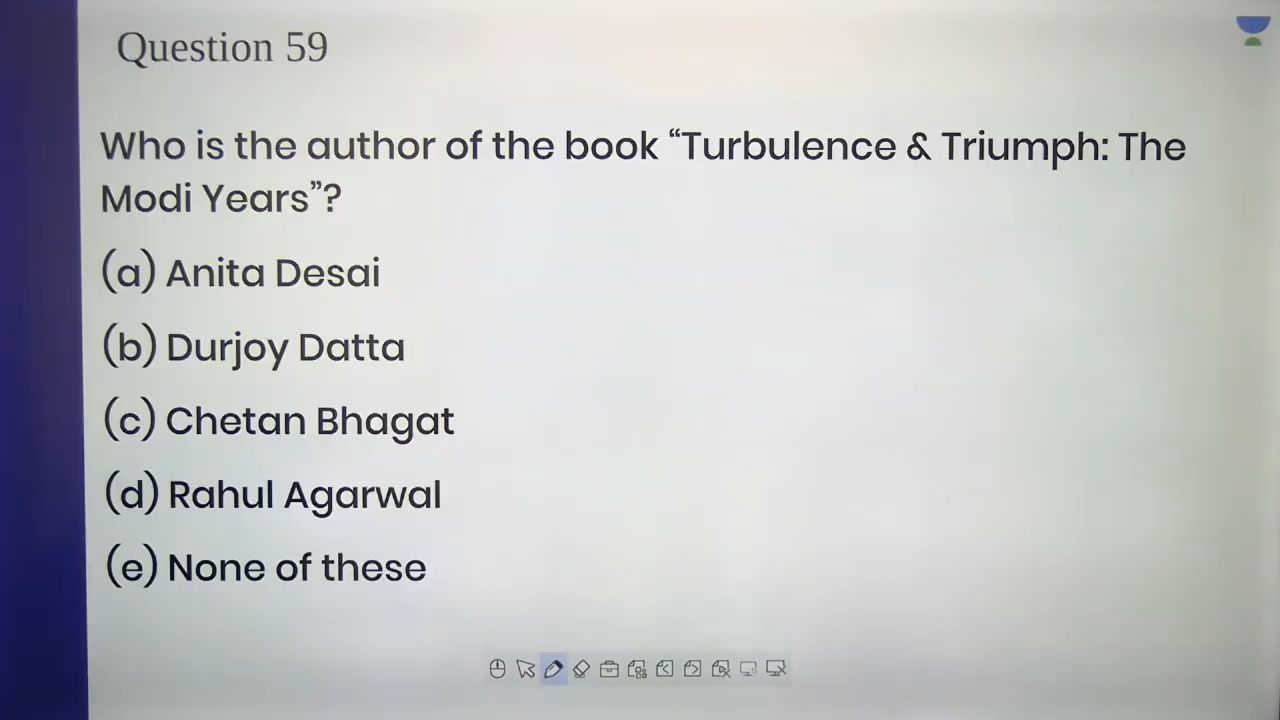 Question 59
Who is the author of the book “Turbulence & Triumph: The
Modi Years”?
(a) Anita Desai
(b) Durjoy Datta
(c) Chetan Bhagat
(d) Rahul Agarwal
(e) None of these